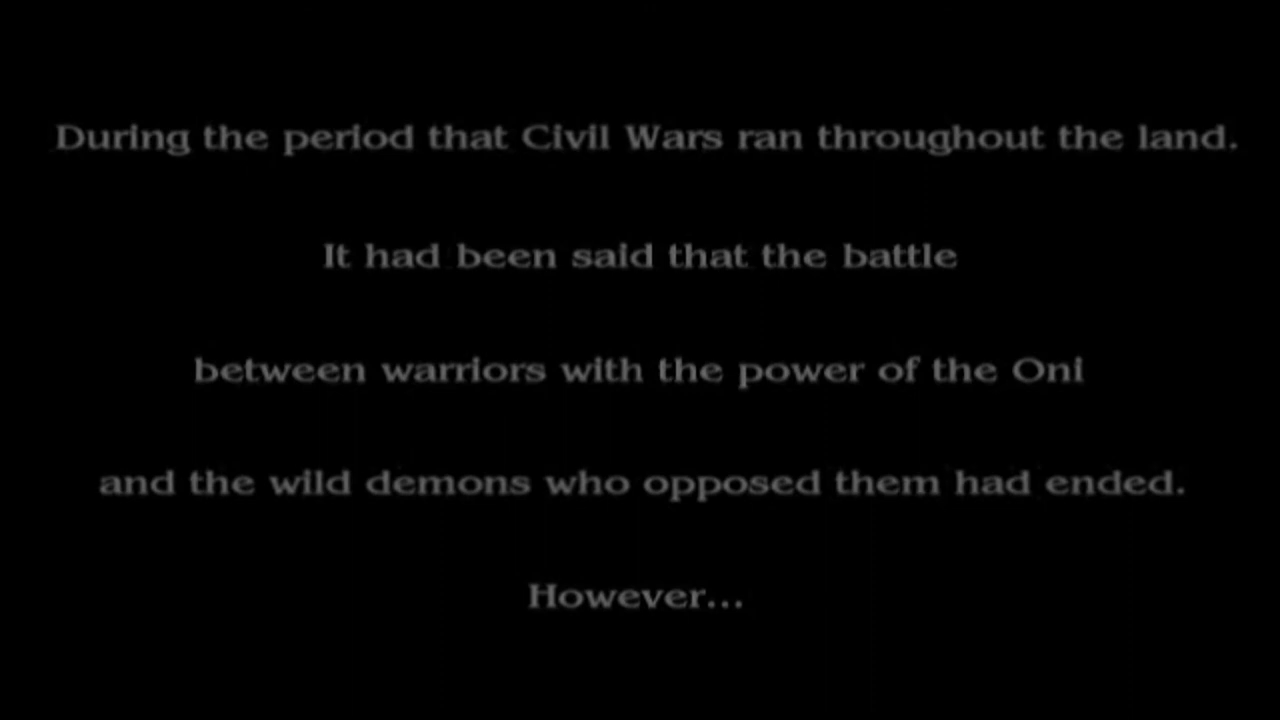 During the period that Civil Wars ran throughout the land.
It had been said that the battle
between warriors with the power of the Oni
and the wild demons who opposed them had ended.
However...